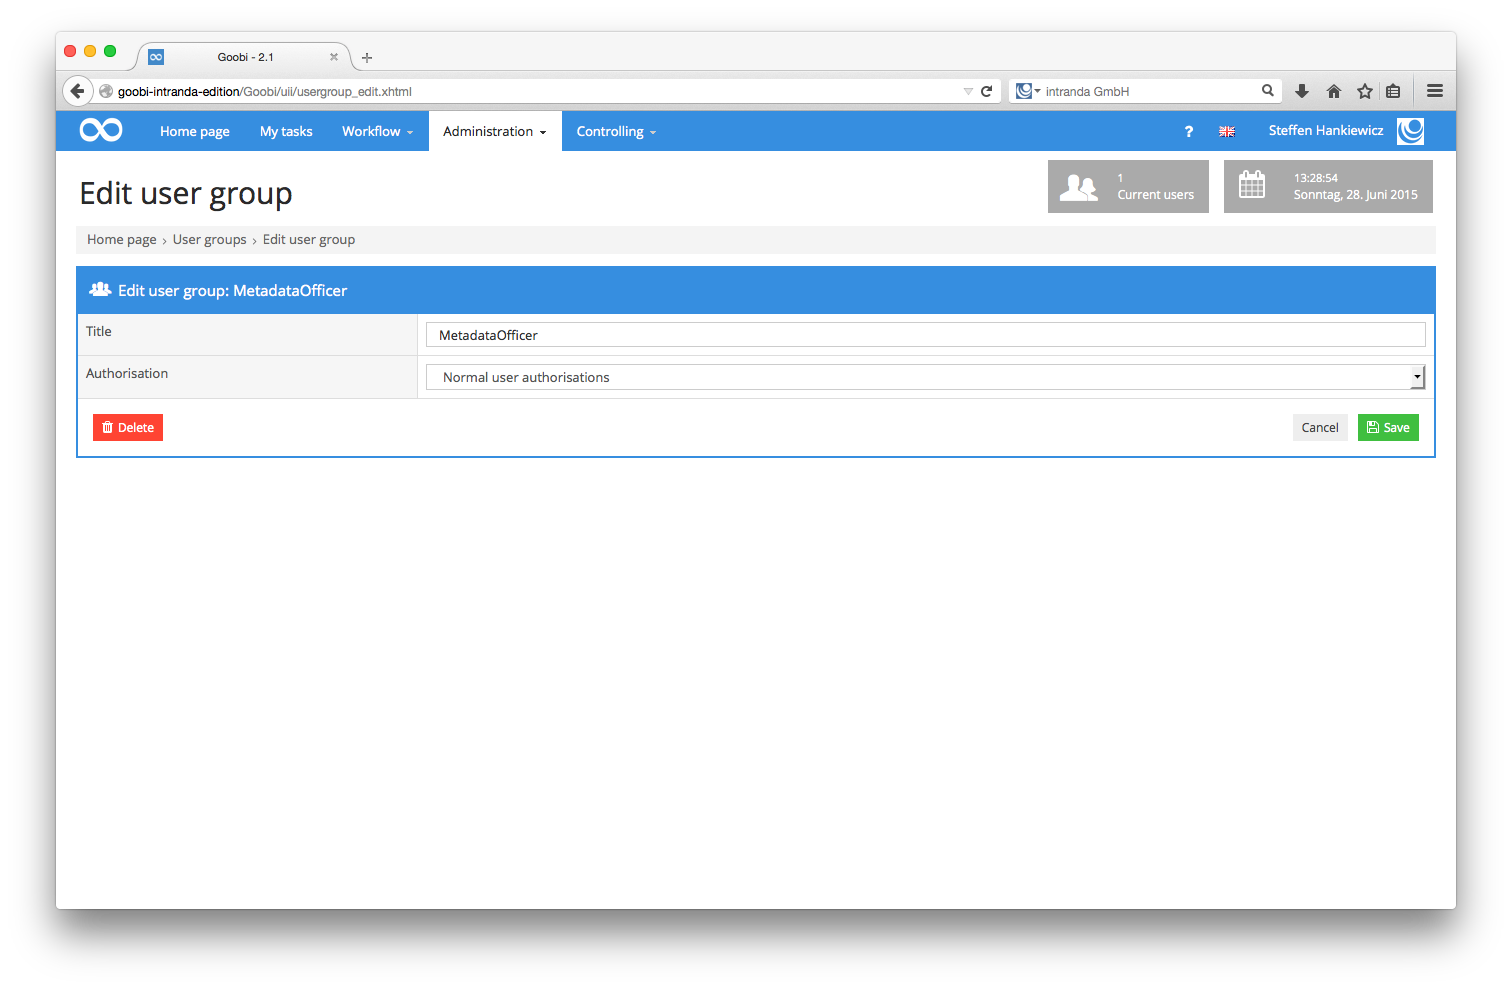 Goobi - 2.1
goobi-intranda-edition/Goobi/uii/usergroup_edit.xhtml
intranda GmbH
Home page My tasks Workflow Administration Controlling ? Steffen Hankiewicz
Edit user group
1
Current users
13:28:54
Sonntag, 28. Juni 2015
Home page › User groups › Edit user group
Edit user group: MetadataOfficer
Title MetadataOfficer
Authorisation Normal user authorisations
Delete Cancel Save